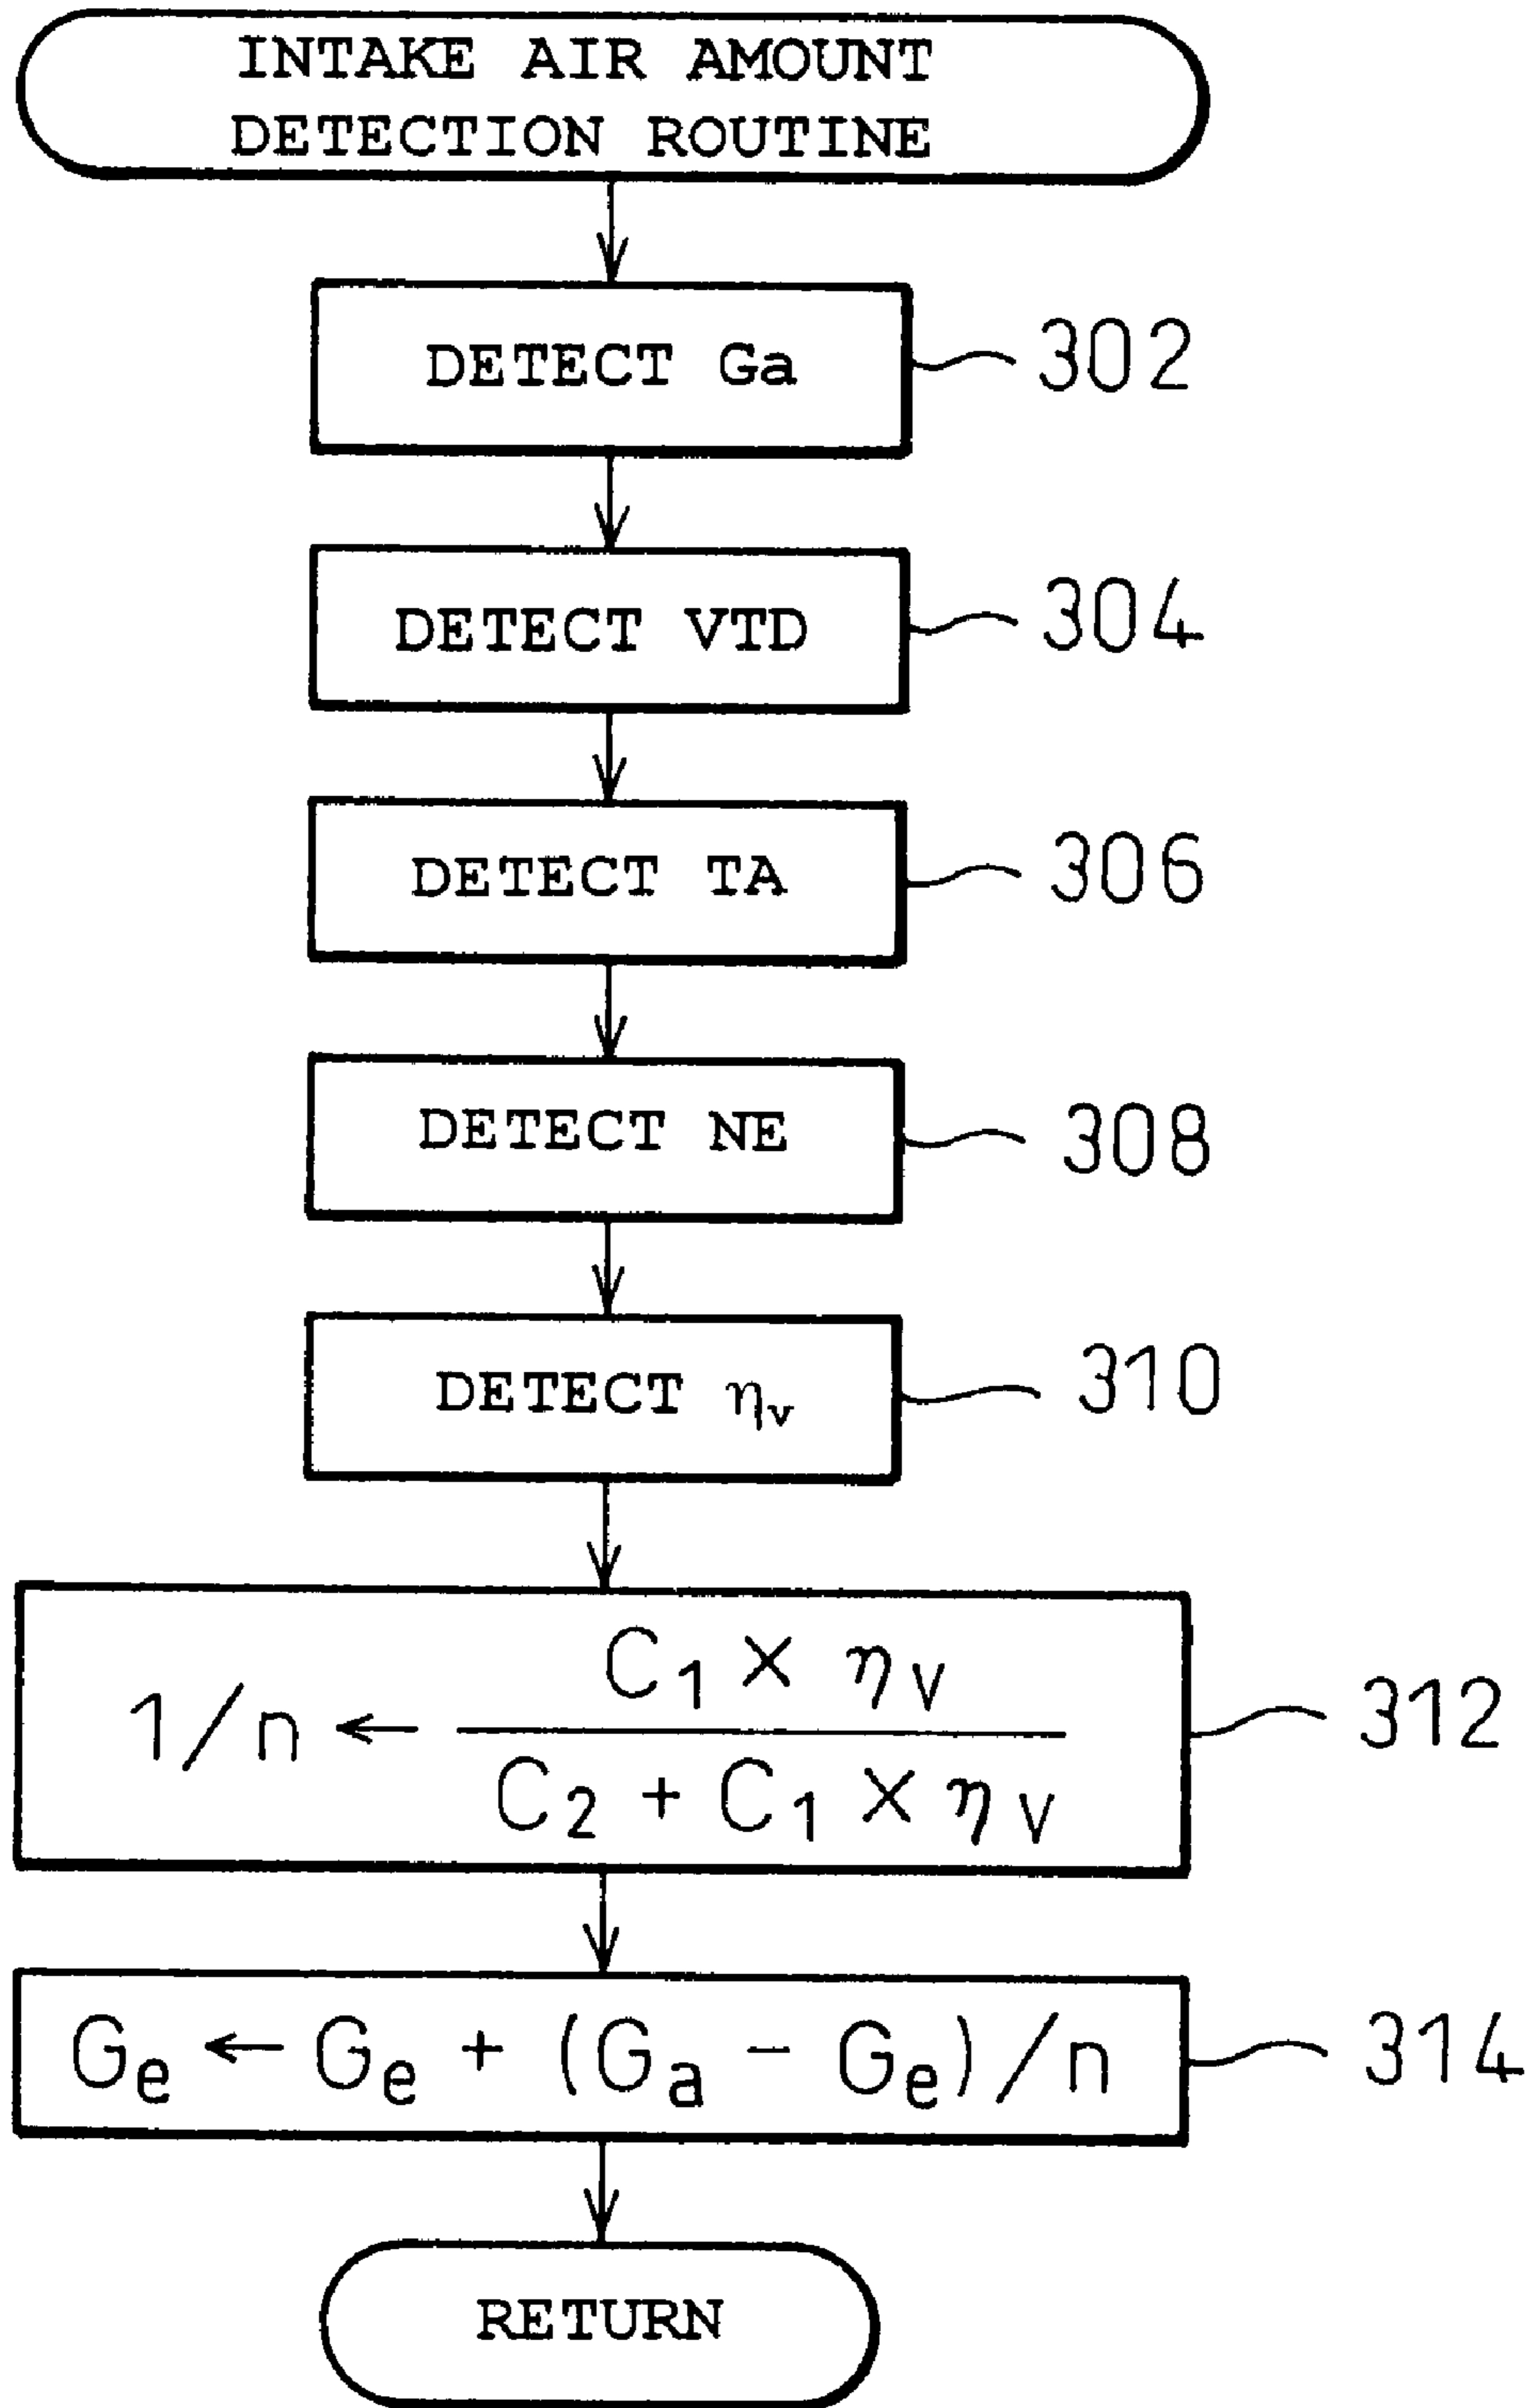 INTAKE AIR AMOUNT
DETECTION ROUTINE
DETECT Ga
302
DETECT VTD
304
DETECT TA
306
DETECT NE
308
DETECT ηv
310
1/n ← C1 × ηv / C2 + C1 × ηv
312
Ge ← Ge + (Ga − Ge)/n
314
RETURN